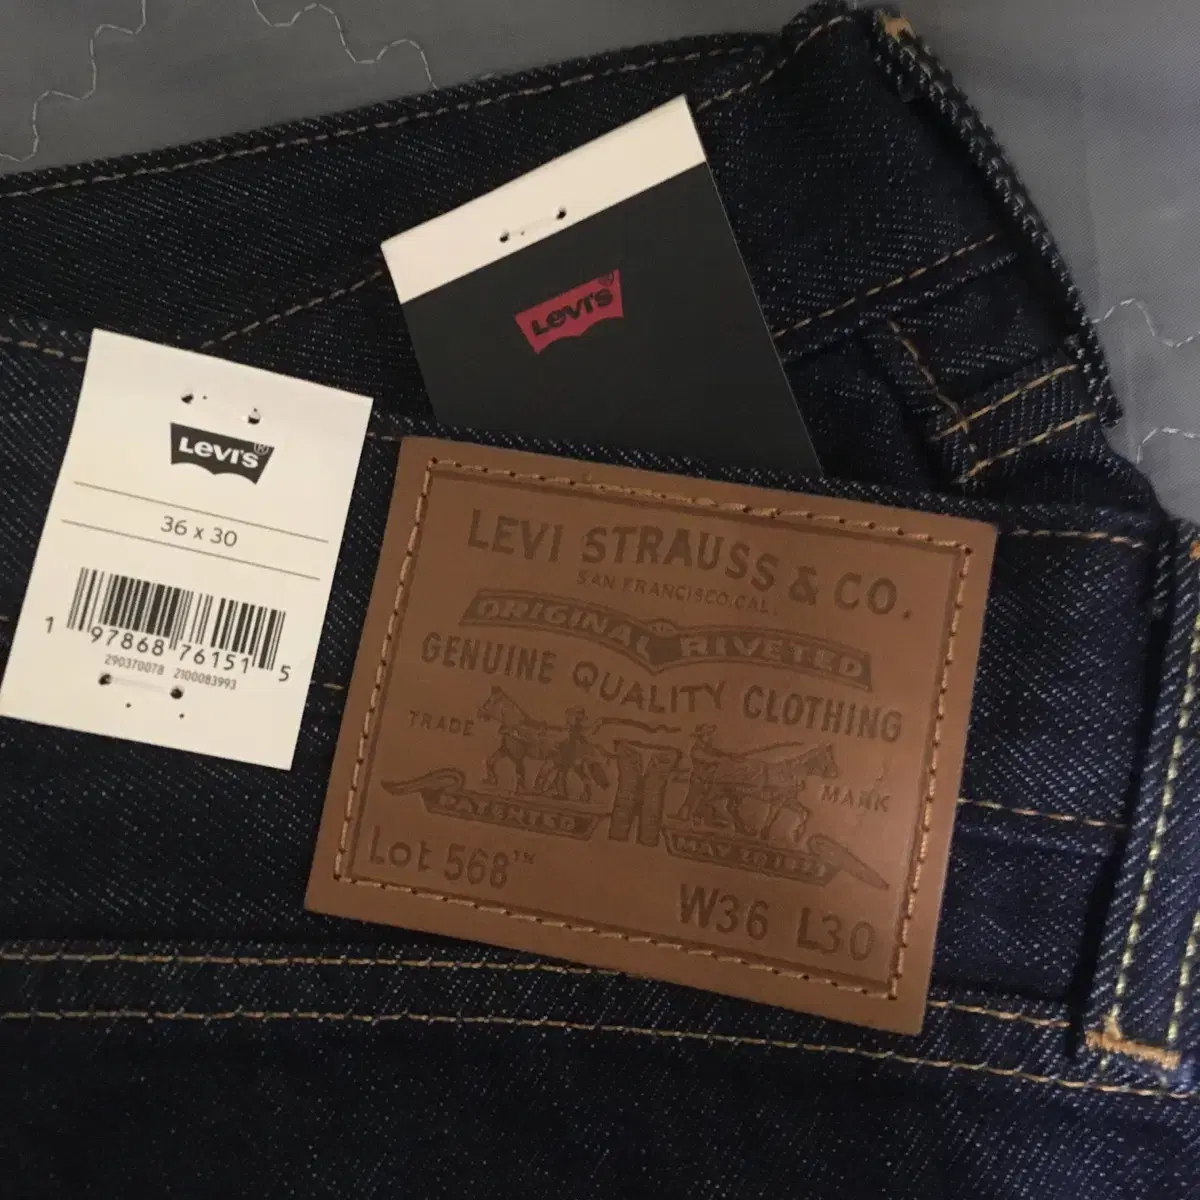 Levi's®
Levi's®
36 x 30
1 97868 76151 5
290370078 2100083993
LEVI STRAUSS & CO.
SAN FRANCISCO, CAL.
ORIGINAL RIVETED
GENUINE QUALITY CLOTHING
TRADE MARK
PATENTED MAY 20 1873
Lot 568™
W36 L30